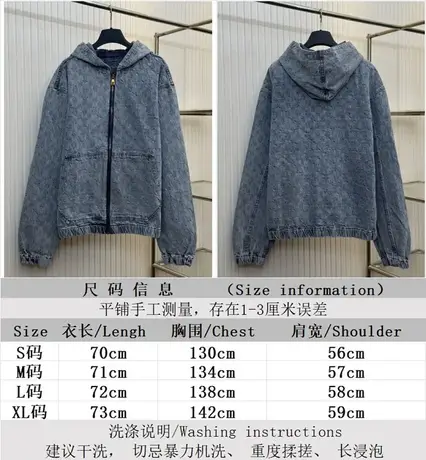 尺 码 信 息 （Size information)
平铺手工测量，存在1-3厘米误差
Size 衣长/Lengh 胸围/Chest 肩宽/Shoulder
S码 70cm 130cm 56cm
M码 71cm 134cm 57cm
L码 72cm 138cm 58cm
XL码 73cm 142cm 59cm
洗涤说明/Washing instructions
建议干洗， 切忌暴力机洗、 重度揉搓、 长浸泡